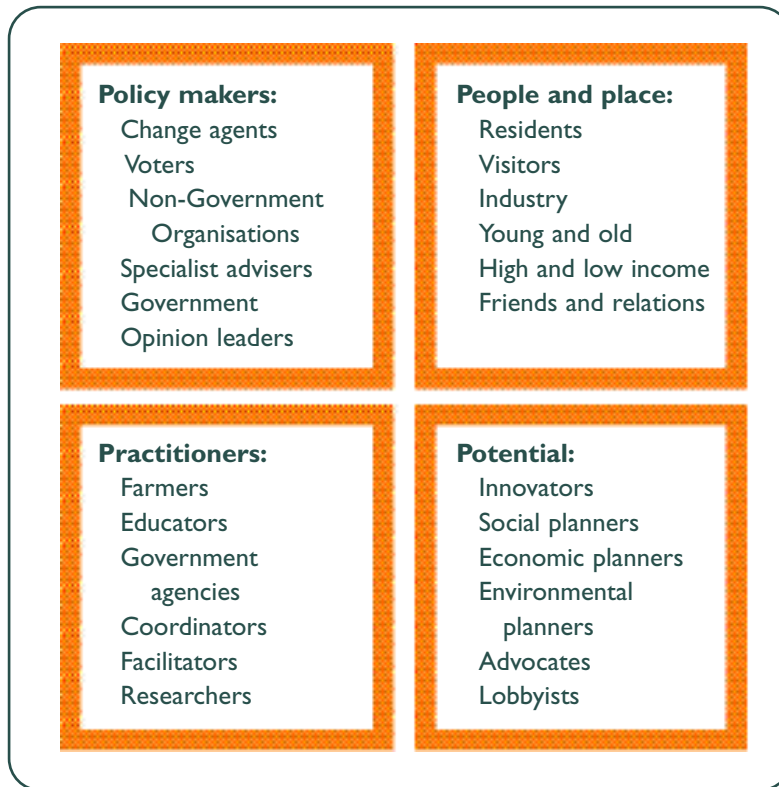 Policy makers:
Change agents
Voters
Non-Government
Organisations
Specialist advisers
Government
Opinion leaders
People and place:
Residents
Visitors
Industry
Young and old
High and low income
Friends and relations
Practitioners:
Farmers
Educators
Government
agencies
Coordinators
Facilitators
Researchers
Potential:
Innovators
Social planners
Economic planners
Environmental
planners
Advocates
Lobbyists